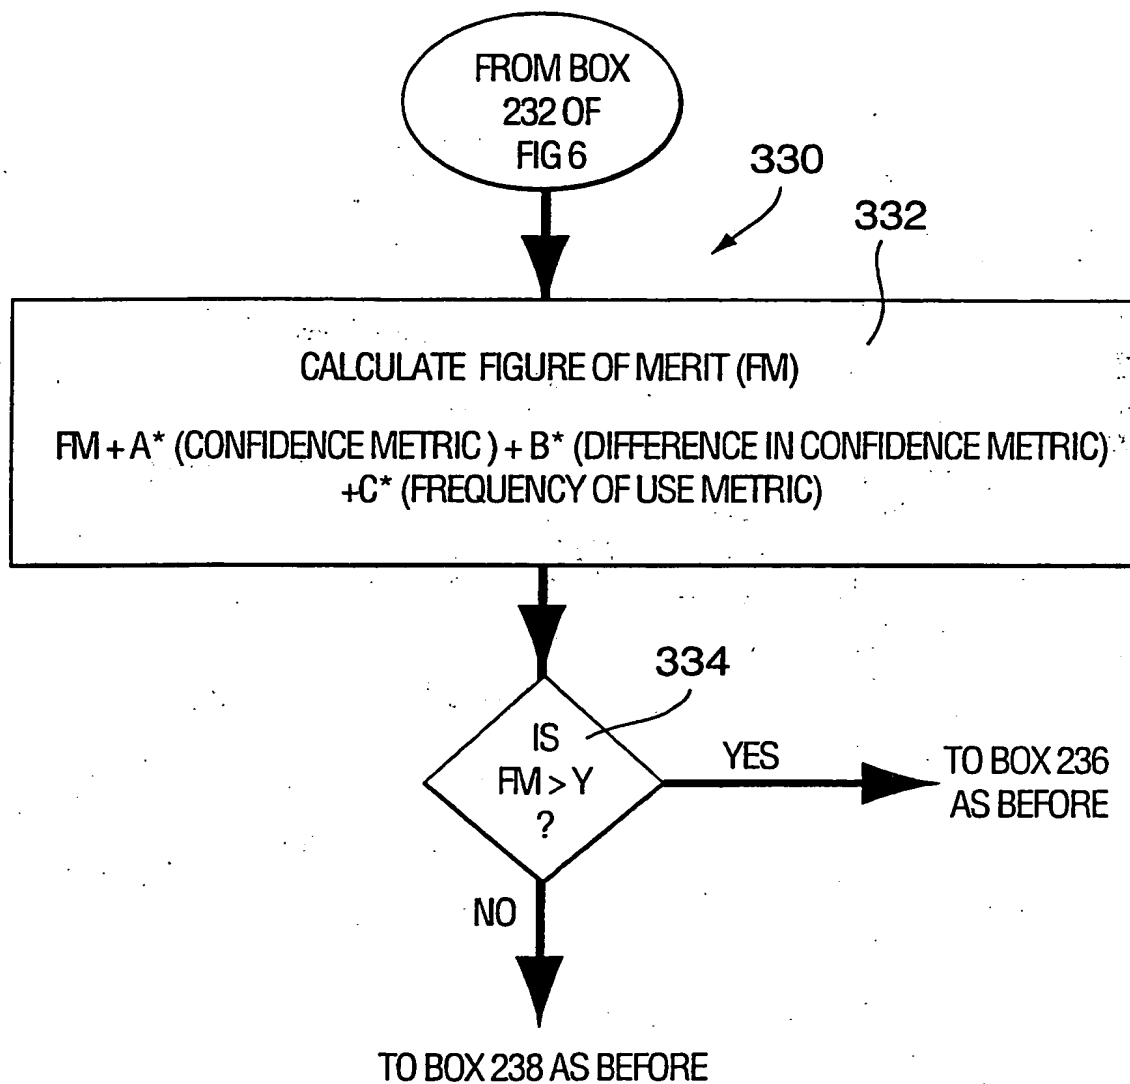 FROM BOX
232 OF
FIG 6
330
332
CALCULATE FIGURE OF MERIT (FM)
FM + A* (CONFIDENCE METRIC ) + B* (DIFFERENCE IN CONFIDENCE METRIC)
+C* (FREQUENCY OF USE METRIC)
334
IS
FM > Y
?
YES
TO BOX 236
AS BEFORE
NO
TO BOX 238 AS BEFORE